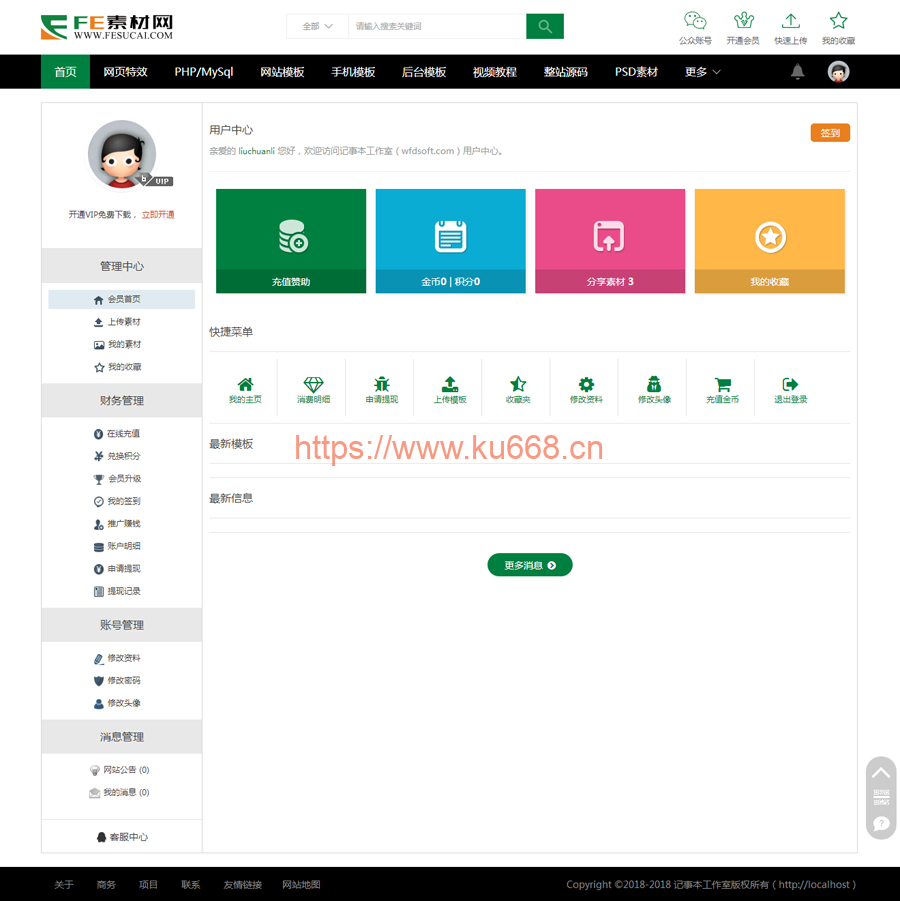 FE素材网
WWW.FESUCAI.COM
全部 请输入搜索关键词
公众账号 开通会员 快速上传 我的收藏
首页 网页特效 PHP/MySql 网站模板 手机模板 后台模板 视频教程 整站源码 PSD素材 更多
VIP
开通VIP免费下载， 立即开通
管理中心
会员首页
上传素材
我的素材
我的收藏
财务管理
在线充值
兑换积分
会员升级
我的签到
推广赚钱
账户明细
申请提现
提现记录
账号管理
修改资料
修改密码
修改头像
消息管理
网站公告 (0)
我的消息 (0)
客服中心
用户中心
签到
亲爱的 liuchuanli 您好，欢迎访问记事本工作室（wfdsoft.com）用户中心。
充值赞助 金币0 | 积分0 分享素材 3 我的收藏
快捷菜单
我的主页 消费明细 申请提现 上传模板 收藏夹 修改资料 修改头像 充值金币 退出登录
最新模板
https://www.ku668.cn
最新信息
更多消息
关于 商务 项目 联系 友情链接 网站地图
Copyright ©2018-2018 记事本工作室版权所有（http://localhost）